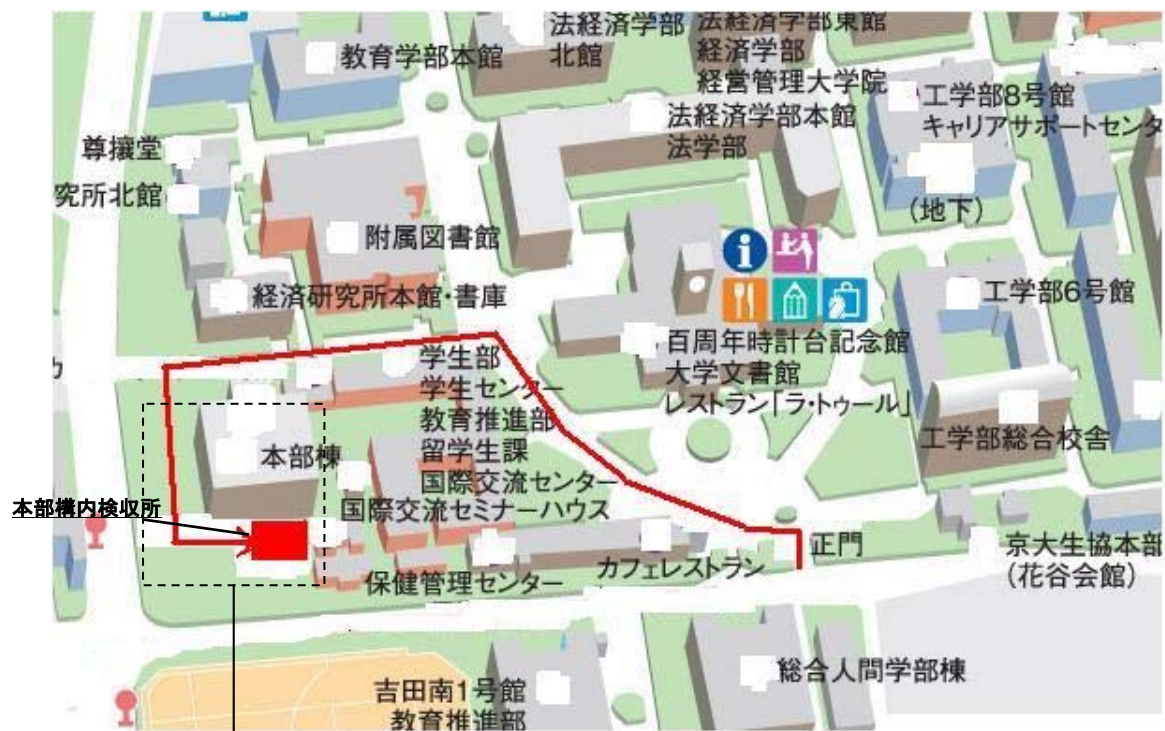 法経済学部
北館
法経済学部東館
経済学部
経営管理大学院
教育学部本館
工学部8号館
キャリアサポートセンタ
(地下)
法経済学部本館
法学部
尊攘堂
究所北館
附属図書館
経済研究所本館・書庫
工学部6号館
百周年時計台記念館
大学文書館
レストラン「ラ・トゥール」
学生部
学生センター
教育推進部
留学生課
国際交流センター
国際交流セミナーハウス
本部棟
工学部総合校舎
本部構内検収所
正門
京大生協本部
(花谷会館)
カフェレストラン
保健管理センター
総合人間学部棟
吉田南1号館
教育推進部